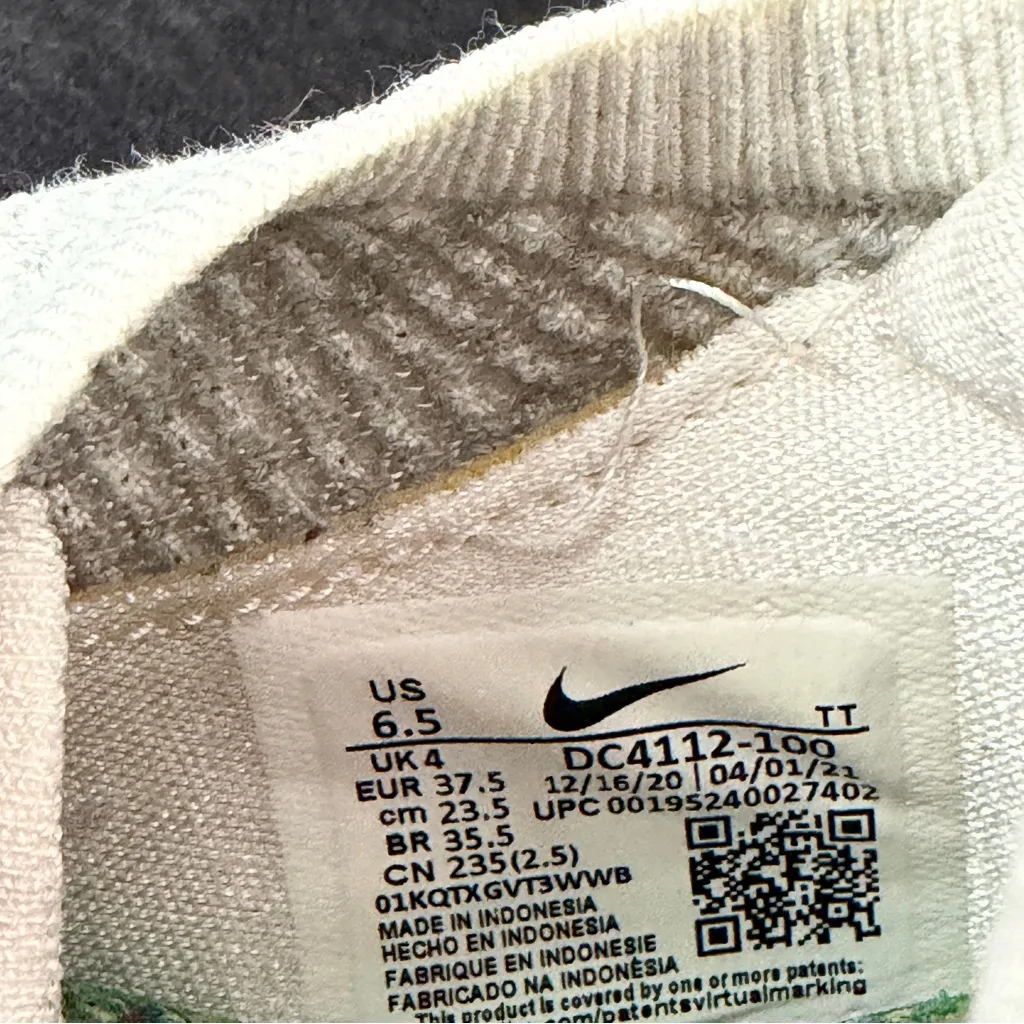 US
6.5
TT
UK 4
DC4112-100
EUR 37.5
12/16/20 | 04/01/21
cm 23.5
UPC 00195240027402
BR 35.5
CN 235(2.5)
01KQTXGVT3WWB
MADE IN INDONESIA
HECHO EN INDONESIA
FABRIQUE EN INDONESIE
FABRICADO NA INDONÉSIA
This product is covered by one or more patents:
.com/patentsvirtualmarking